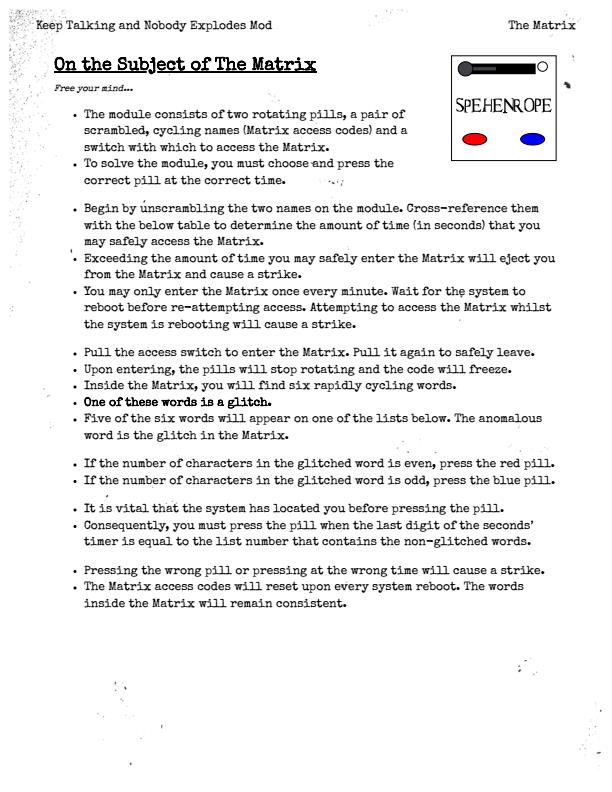 Keep Talking and Nobody Explodes Mod
The Matrix
On the Subject of The Matrix
Free your mind...
SPEHENROPE
• The module consists of two rotating pills, a pair of
scrambled, cycling names (Matrix access codes) and a
switch with which to access the Matrix.
• To solve the module, you must choose and press the
correct pill at the correct time.
• Begin by unscrambling the two names on the module. Cross-reference them
with the below table to determine the amount of time (in seconds) that you
may safely access the Matrix.
• Exceeding the amount of time you may safely enter the Matrix will eject you
from the Matrix and cause a strike.
• You may only enter the Matrix once every minute. Wait for the system to
reboot before re-attempting access. Attempting to access the Matrix whilst
the system is rebooting will cause a strike.
• Pull the access switch to enter the Matrix. Pull it again to safely leave.
• Upon entering, the pills will stop rotating and the code will freeze.
• Inside the Matrix, you will find six rapidly cycling words.
• One of these words is a glitch.
• Five of the six words will appear on one of the lists below. The anomalous
word is the glitch in the Matrix.
• If the number of characters in the glitched word is even, press the red pill.
• If the number of characters in the glitched word is odd, press the blue pill.
• It is vital that the system has located you before pressing the pill.
• Consequently, you must press the pill when the last digit of the seconds'
timer is equal to the list number that contains the non-glitched words.
• Pressing the wrong pill or pressing at the wrong time will cause a strike.
• The Matrix access codes will reset upon every system reboot. The words
inside the Matrix will remain consistent.